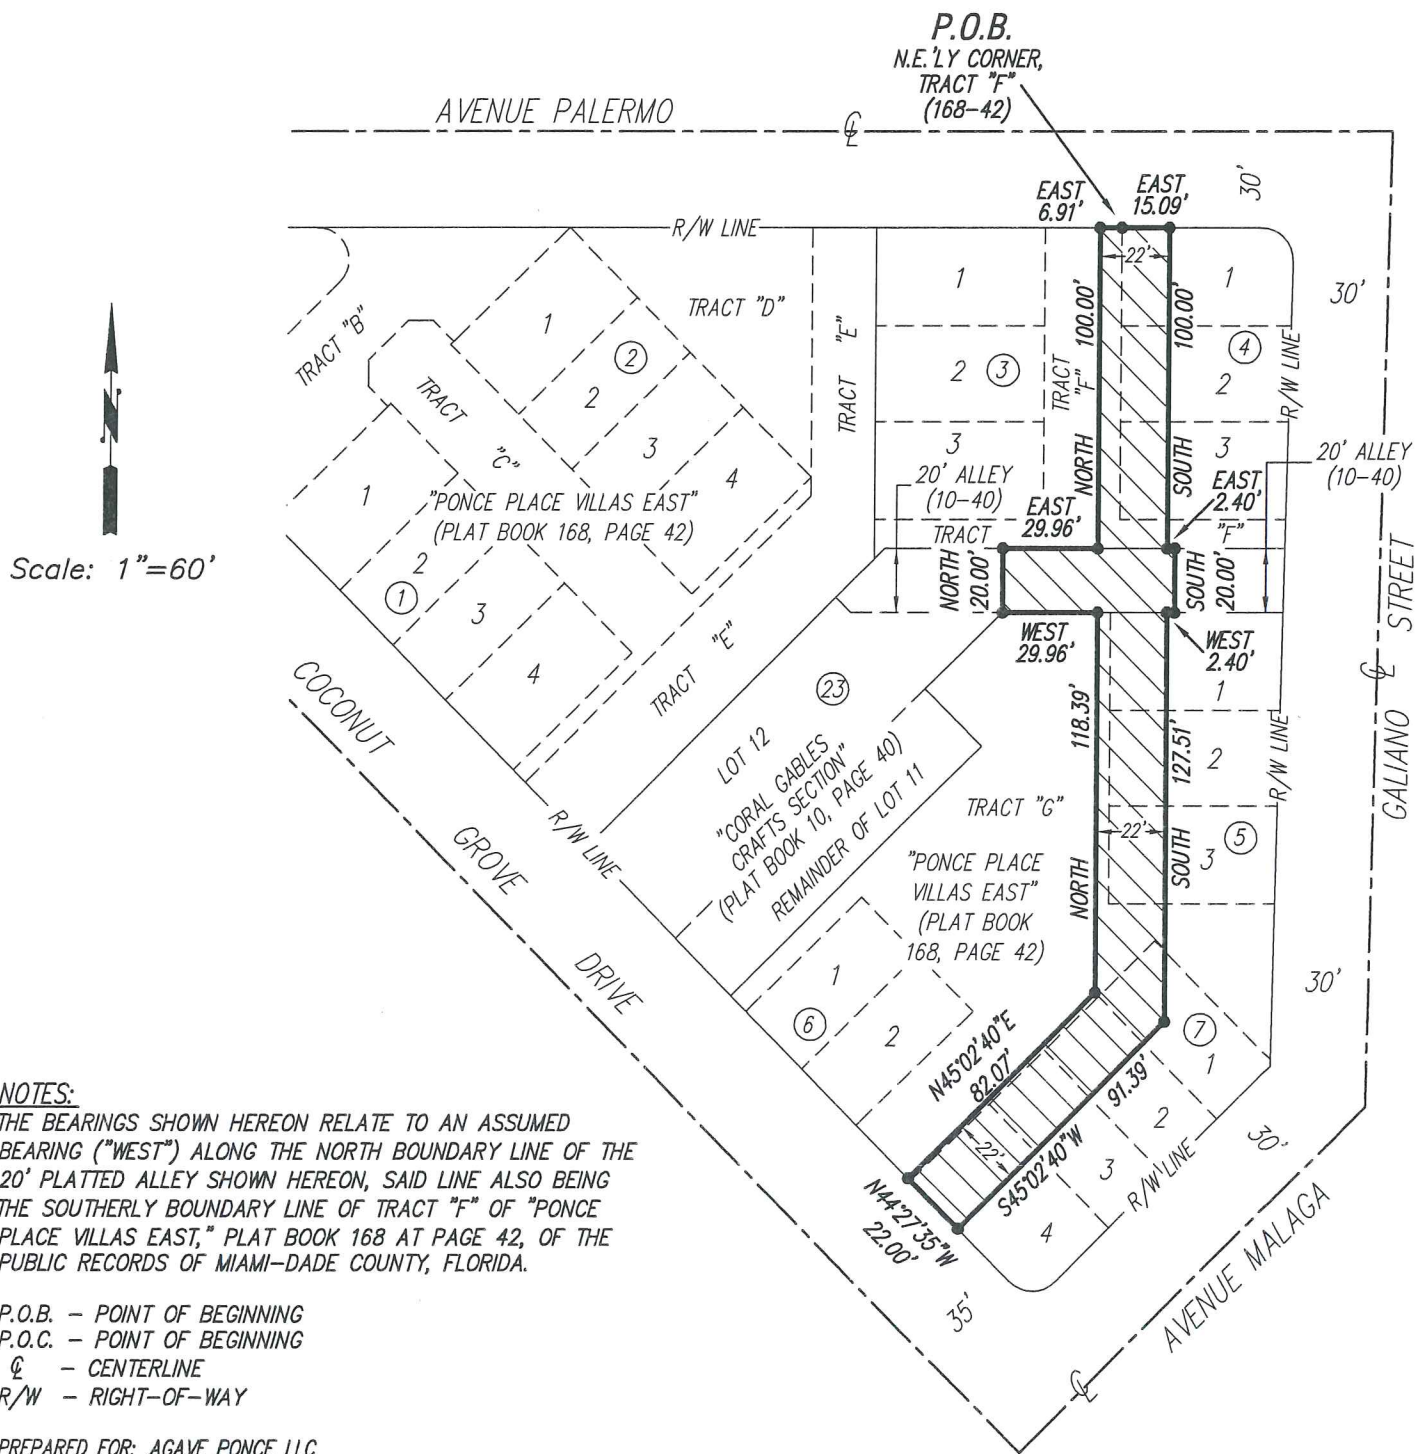 P.O.B.
N.E.'LY CORNER,
TRACT "F"
(168-42)
AVENUE PALERMO
℄
30'
EAST
6.91'
EAST
15.09'
R/W LINE
22'
1
1
30'
TRACT "B"
1
TRACT "D"
TRACT "E"
100.00'
100.00'
4
R/W LINE
2
2
3
TRACT
"F"
2
TRACT
"C"
2
3
4
3
NORTH
SOUTH
3
20' ALLEY
(10-40)
20' ALLEY
(10-40)
EAST
2.40'
1
"PONCE PLACE VILLAS EAST"
(PLAT BOOK 168, PAGE 42)
EAST
29.96'
TRACT
"F"
Scale: 1"=60'
2
1
3
4
NORTH
20.00'
SOUTH
20.00'
WEST
29.96'
WEST
2.40'
STREET
℄
GALIANO
TRACT "E"
23
1
COCONUT
GROVE
DRIVE
R/W LINE
LOT 12
"CORAL GABLES
CRAFTS SECTION"
(PLAT BOOK 10, PAGE 40)
REMAINDER OF LOT 11
118.39'
127.51'
2
R/W LINE
TRACT "G"
22'
5
3
NORTH
SOUTH
"PONCE PLACE
VILLAS EAST"
(PLAT BOOK
168, PAGE 42)
30'
1
6
2
N45°02'40"E
82.07'
7
1
91.39'
2
22'
S45°02'40"W
3
R/W LINE
30'
N44°27'35"W
22.00'
4
35'
AVENUE MALAGA
℄
NOTES:
THE BEARINGS SHOWN HEREON RELATE TO AN ASSUMED
BEARING ("WEST") ALONG THE NORTH BOUNDARY LINE OF THE
20' PLATTED ALLEY SHOWN HEREON, SAID LINE ALSO BEING
THE SOUTHERLY BOUNDARY LINE OF TRACT "F" OF "PONCE
PLACE VILLAS EAST," PLAT BOOK 168 AT PAGE 42, OF THE
PUBLIC RECORDS OF MIAMI-DADE COUNTY, FLORIDA.
P.O.B. - POINT OF BEGINNING
P.O.C. - POINT OF BEGINNING
℄ - CENTERLINE
R/W - RIGHT-OF-WAY
PREPARED FOR: AGAVE PONCE LLC